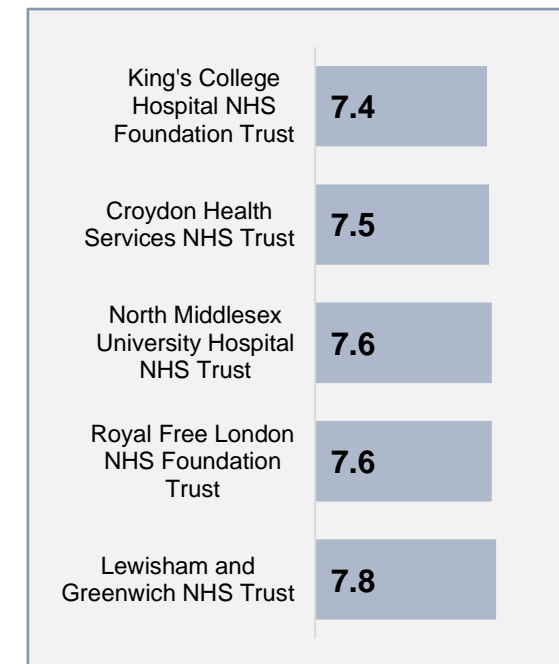 King's College
Hospital NHS
Foundation Trust
7.4
Croydon Health
Services NHS Trust
7.5
North Middlesex
University Hospital
NHS Trust
7.6
Royal Free London
NHS Foundation
Trust
7.6
Lewisham and
Greenwich NHS Trust
7.8